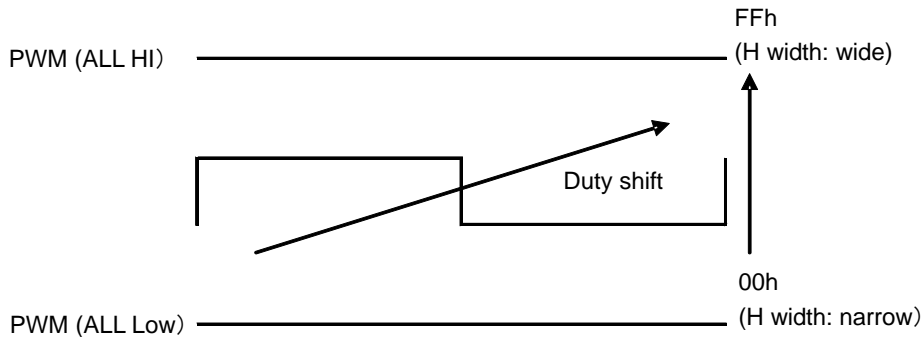 FFh
PWM (ALL HI）
(H width: wide)
Duty shift
00h
(H width: narrow）
PWM (ALL Low）